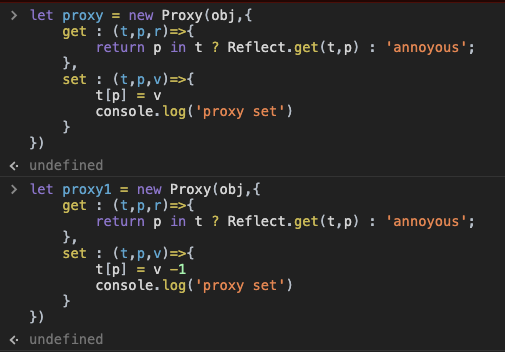 > let proxy = new Proxy(obj,{
get : (t,p,r)=>{
return p in t ? Reflect.get(t,p) : 'annoyous';
},
set : (t,p,v)=>{
t[p] = v
console.log('proxy set')
}
})
undefined
> let proxy1 = new Proxy(obj,{
get : (t,p,r)=>{
return p in t ? Reflect.get(t,p) : 'annoyous';
},
set : (t,p,v)=>{
t[p] = v -1
console.log('proxy set')
}
})
undefined